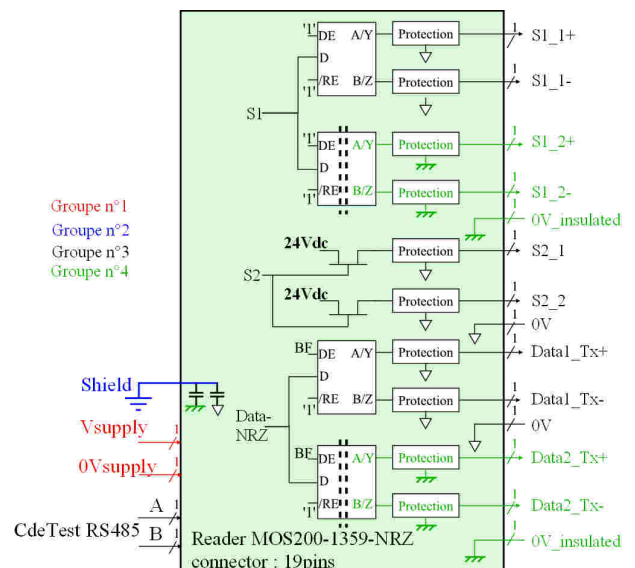 '1'
DE A/Y Protection 1 S1_1+
D
/RE B/Z Protection 1 S1_1-
'1'
S1
'1' DE A/Y Protection 1 S1_2+
D
'1' /RE B/Z Protection 1 S1_2-
Groupe n°1
Groupe n°2
Groupe n°3
Groupe n°4
1 0V_insulated
24Vdc Protection 1 S2_1
S2
24Vdc Protection 1 S2_2
1 0V
BF DE A/Y Protection 1 Data1_Tx+
D
'1' /RE B/Z Protection 1 Data1_Tx-
Shield
Data-
NRZ
1 0V
Vsupply 1
BF DE A/Y Protection 1 Data2_Tx+
0Vsupply 1
D
'1' /RE B/Z Protection 1 Data2_Tx-
A 1
CdeTest RS485
B 1
Reader MOS200-1359-NRZ
connector : 19pins
1 0V_insulated